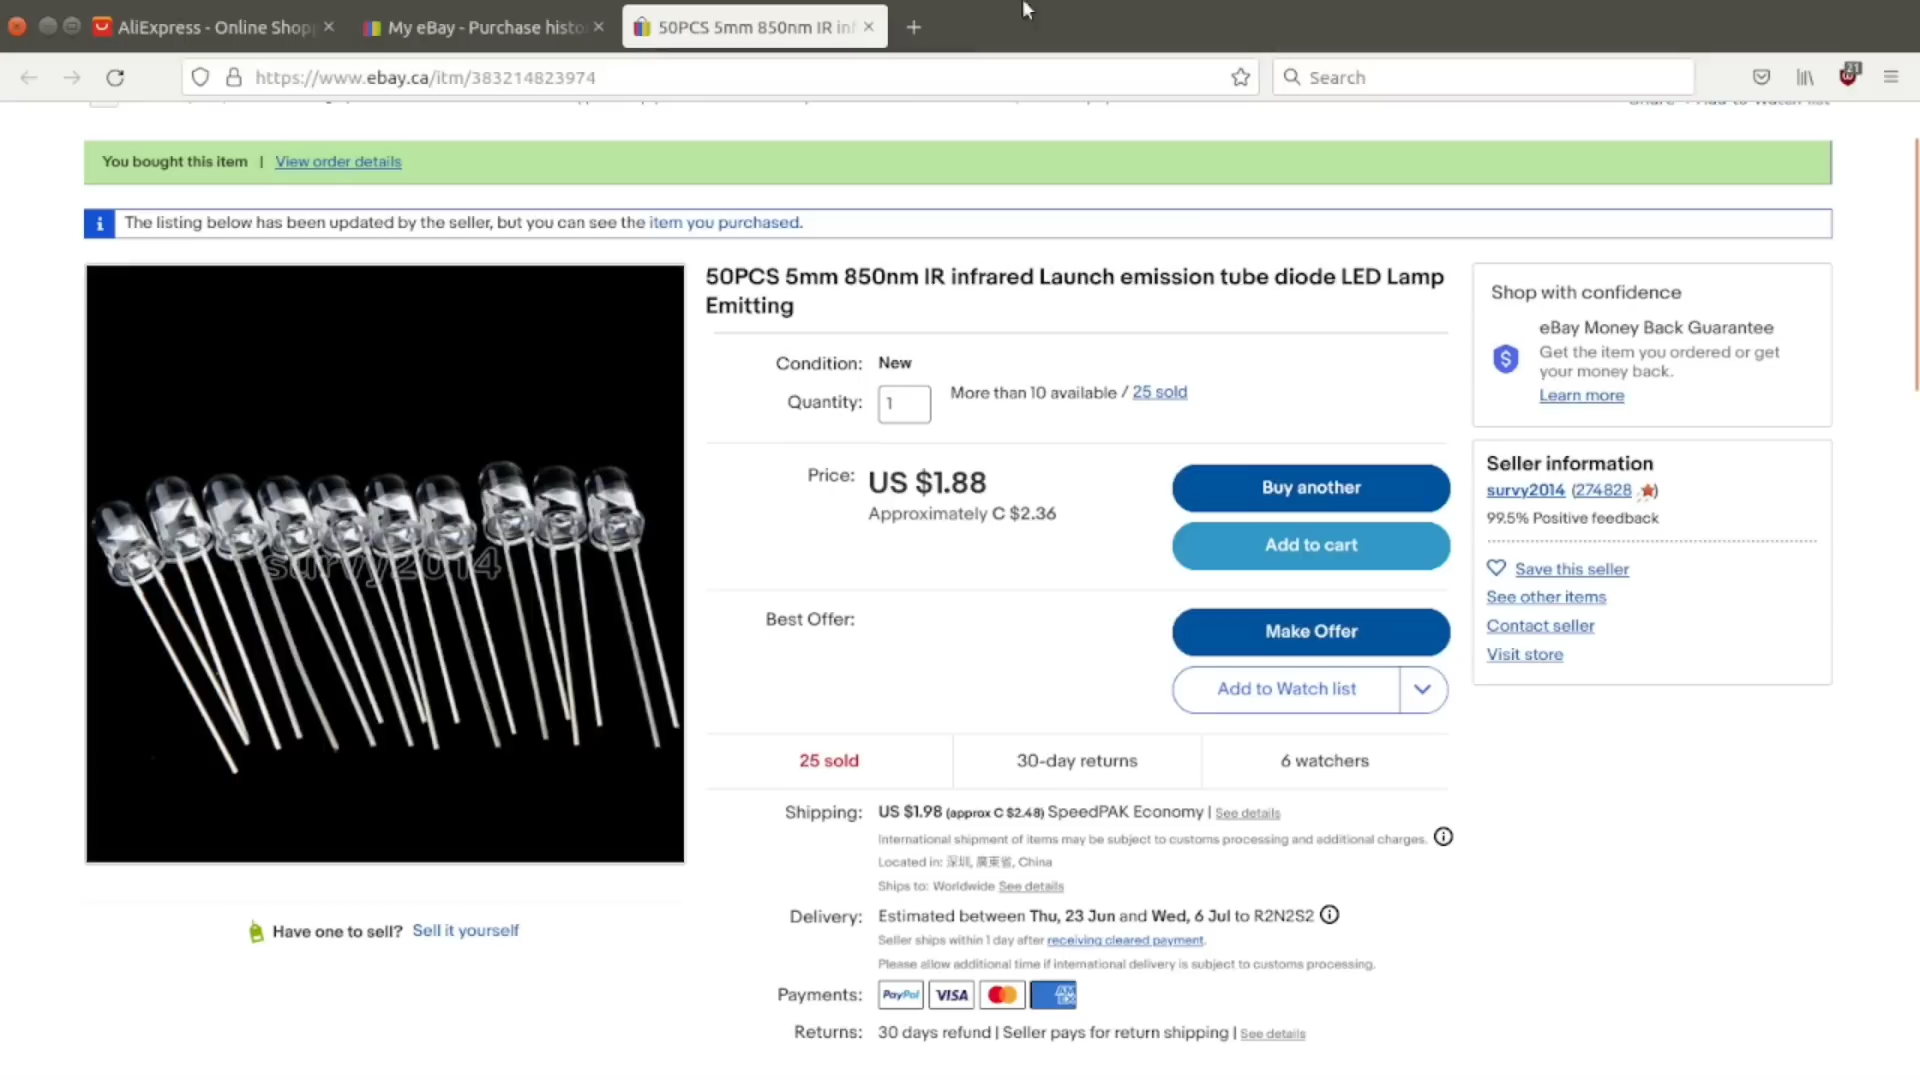 AliExpress - Online Shopp
My eBay - Purchase histo
50PCS 5mm 850nm IR inf
https://www.ebay.ca/itm/383214823974
Search
21
You bought this item | View order details
The listing below has been updated by the seller, but you can see the item you purchased.
survy2014
Have one to sell? Sell it yourself
50PCS 5mm 850nm IR infrared Launch emission tube diode LED Lamp
Emitting
Condition: New
Quantity: 1 More than 10 available / 25 sold
Price: US $1.88
Approximately C $2.36
Buy another
Add to cart
Best Offer:
Make Offer
Add to Watch list
25 sold 30-day returns 6 watchers
Shipping: US $1.98 (approx C $2.48) SpeedPAK Economy | See details
International shipment of items may be subject to customs processing and additional charges.
Located in: 深圳, 廣東省, China
Ships to: Worldwide See details
Delivery: Estimated between Thu, 23 Jun and Wed, 6 Jul to R2N2S2
Seller ships within 1 day after receiving cleared payment.
Please allow additional time if international delivery is subject to customs processing.
Payments: PayPal VISA AMEX
Returns: 30 days refund | Seller pays for return shipping | See details
Shop with confidence
eBay Money Back Guarantee
Get the item you ordered or get
your money back.
Learn more
Seller information
survy2014 (274828)
99.5% Positive feedback
Save this seller
See other items
Contact seller
Visit store